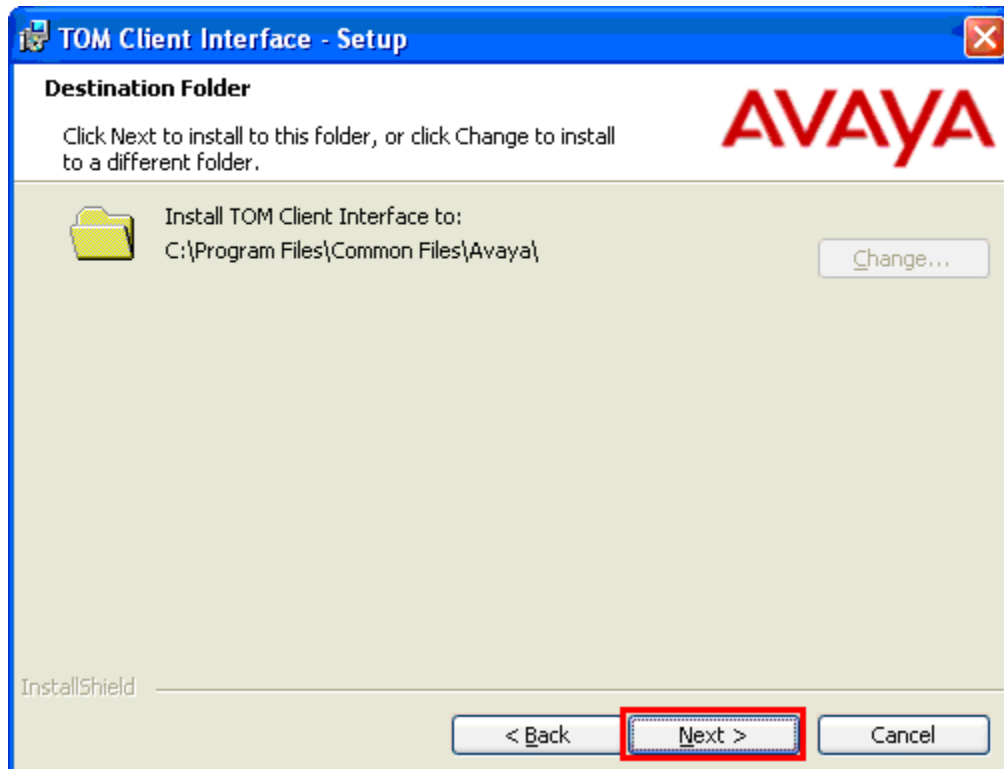 TOM Client Interface - Setup
Destination Folder
Click Next to install to this folder, or click Change to install
to a different folder.
AVAYA
Install TOM Client Interface to:
C:\Program Files\Common Files\Avaya\
Change...
InstallShield
< Back
Next >
Cancel